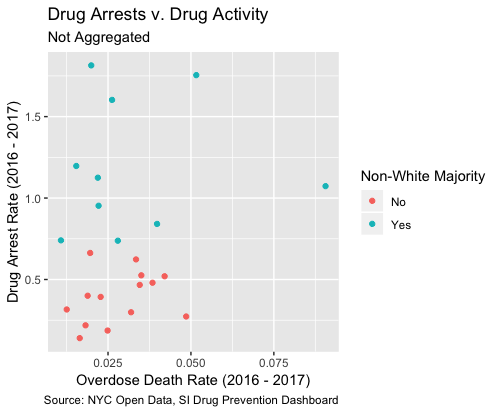 Drug Arrests v. Drug Activity
Not Aggregated
Drug Arrest Rate (2016 - 2017)
1.5
1.0
0.5
0.025
0.050
0.075
Overdose Death Rate (2016 - 2017)
Non-White Majority
No
Yes
Source: NYC Open Data, SI Drug Prevention Dashboard